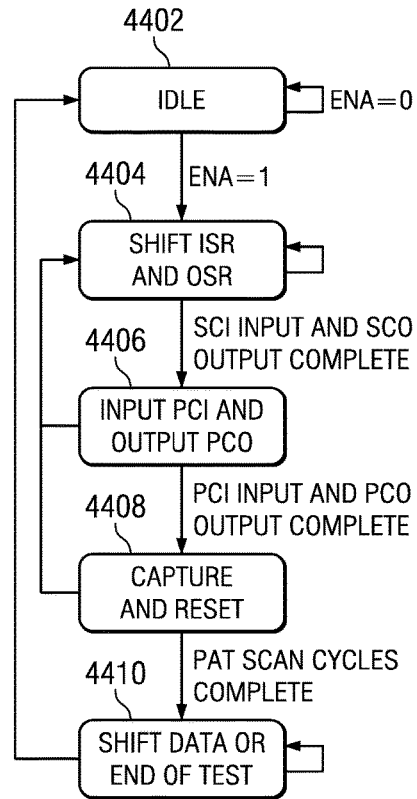 4402
IDLE
ENA=0
ENA=1
4404
SHIFT ISR
AND OSR
SCI INPUT AND SCO
OUTPUT COMPLETE
4406
INPUT PCI AND
OUTPUT PCO
PCI INPUT AND PCO
OUTPUT COMPLETE
4408
CAPTURE
AND RESET
PAT SCAN CYCLES
COMPLETE
4410
SHIFT DATA OR
END OF TEST